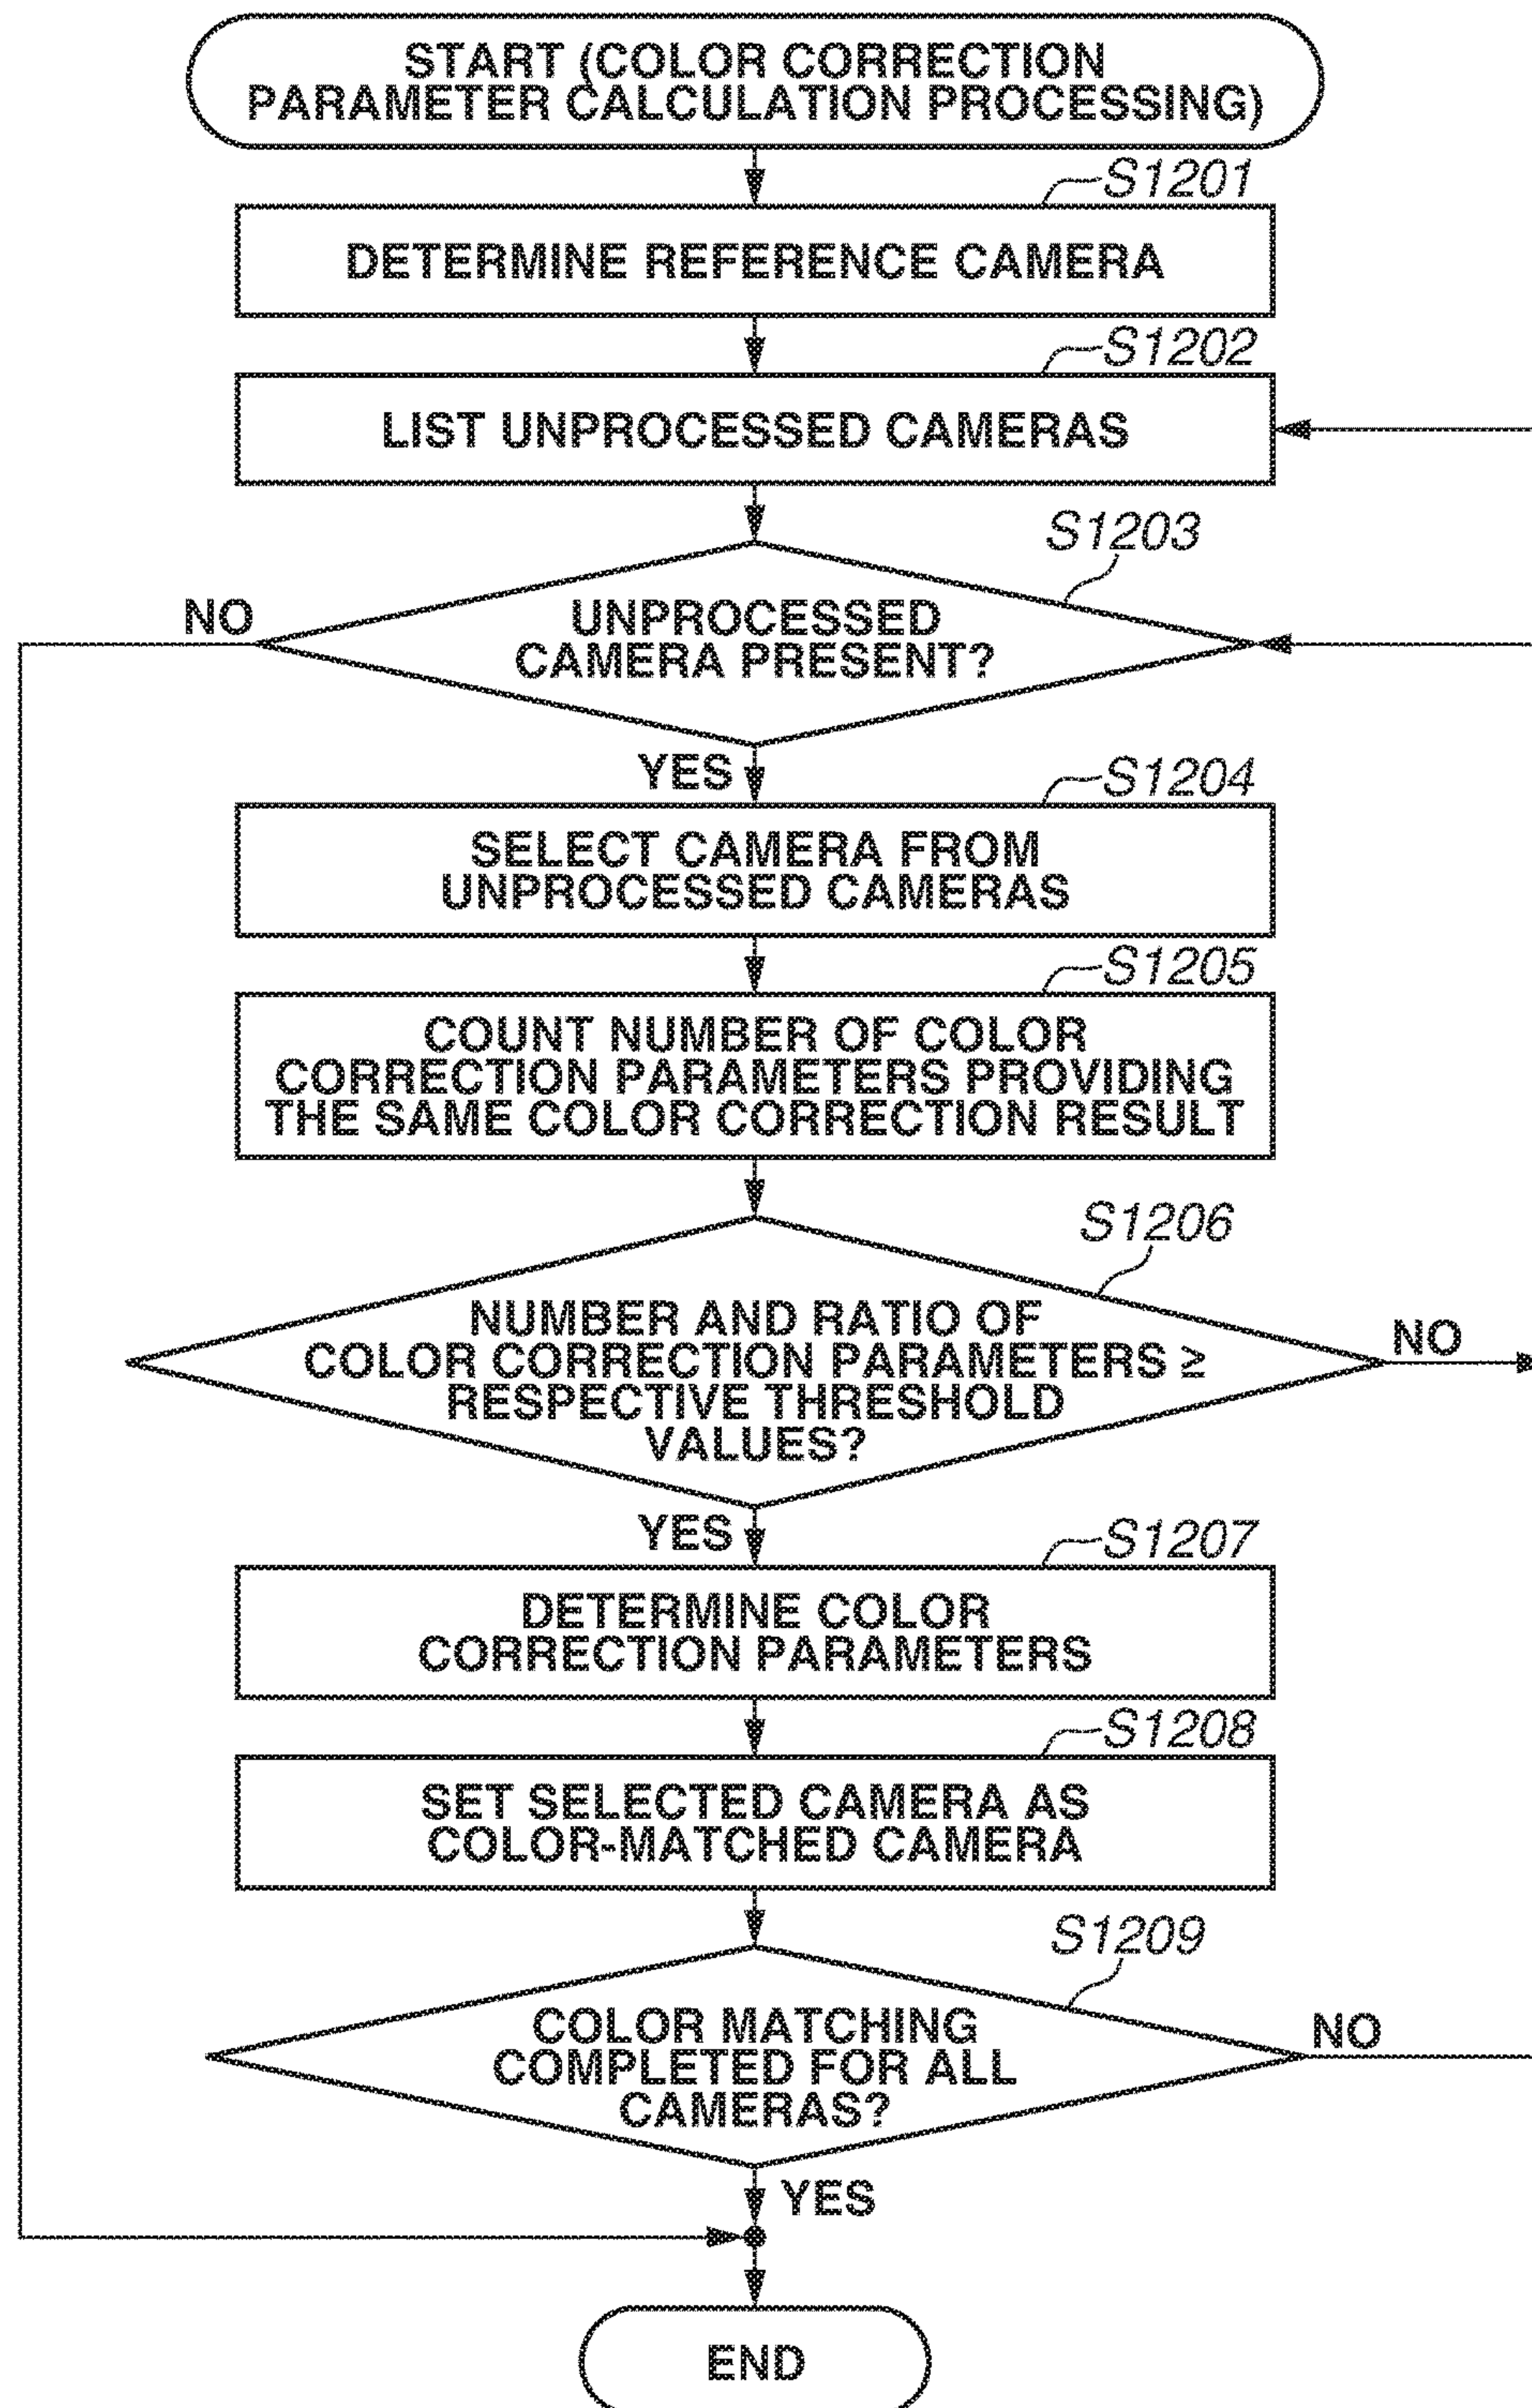 START (COLOR CORRECTION
PARAMETER CALCULATION PROCESSING)
S1201
DETERMINE REFERENCE CAMERA
S1202
LIST UNPROCESSED CAMERAS
S1203
NO
UNPROCESSED
CAMERA PRESENT?
YES
S1204
SELECT CAMERA FROM
UNPROCESSED CAMERAS
S1205
COUNT NUMBER OF COLOR
CORRECTION PARAMETERS PROVIDING
THE SAME COLOR CORRECTION RESULT
S1206
NUMBER AND RATIO OF
COLOR CORRECTION PARAMETERS ≥
RESPECTIVE THRESHOLD
VALUES?
NO
YES
S1207
DETERMINE COLOR
CORRECTION PARAMETERS
S1208
SET SELECTED CAMERA AS
COLOR-MATCHED CAMERA
S1209
COLOR MATCHING
COMPLETED FOR ALL
CAMERAS?
NO
YES
END